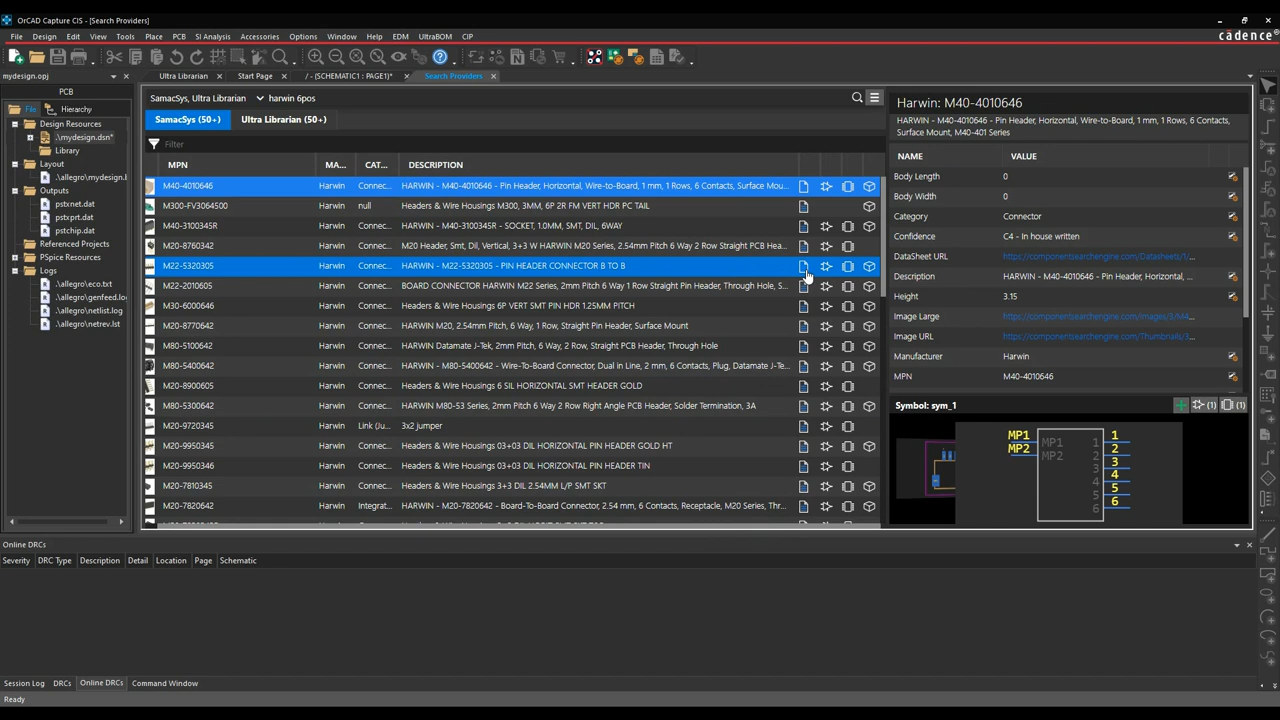 OrCAD Capture CIS - [Search Providers]
File Design Edit View Tools Place PCB SI Analysis Accessories Options Window Help EDM UltraBOM CIP
cadence
mydesign.opj
Ultra Librarian Start Page / - (SCHEMATIC1 : PAGE1)* Search Providers
PCB
File Hierarchy
Design Resources
.\mydesign.dsn*
Library
Layout
.\allegro\mydesign.l
Outputs
pstxnet.dat
pstxprt.dat
pstchip.dat
Referenced Projects
PSpice Resources
Logs
.\allegro\eco.txt
.\allegro\genfeed.log
.\allegro\netlist.log
.\allegro\netrev.lst
SamacSys, Ultra Librarian harwin 6pos
SamacSys (50+) Ultra Librarian (50+)
Filter
MPN MA... CAT... DESCRIPTION
M40-4010646 Harwin Connec... HARWIN - M40-4010646 - Pin Header, Horizontal, Wire-to-Board, 1 mm, 1 Rows, 6 Contacts, Surface Mou...
M300-FV3064500 Harwin null Headers & Wire Housings M300, 3MM, 6P 2R FM VERT HDR PC TAIL
M40-3100345R Harwin Connec... HARWIN - M40-3100345R - SOCKET, 1.0MM, SMT, DIL, 6WAY
M20-8760342 Harwin Connec... M20 Header, Smt, Dil, Vertical, 3+3 W HARWIN M20 Series, 2.54mm Pitch 6 Way 2 Row Straight PCB Hea...
M22-5320305 Harwin Connec... HARWIN - M22-5320305 - PIN HEADER CONNECTOR B TO B
M22-2010605 Harwin Connec... BOARD CONNECTOR HARWIN M22 Series, 2mm Pitch 6 Way 1 Row Straight Pin Header, Through Hole, S...
M30-6000646 Harwin Connec... Headers & Wire Housings 6P VERT SMT PIN HDR 1.25MM PITCH
M20-8770642 Harwin Connec... HARWIN M20, 2.54mm Pitch, 6 Way, 1 Row, Straight Pin Header, Surface Mount
M80-5100642 Harwin Connec... HARWIN Datamate J-Tek, 2mm Pitch, 6 Way, 2 Row, Straight PCB Header, Through Hole
M80-5400642 Harwin Connec... HARWIN - M80-5400642 - Wire-To-Board Connector, Dual In Line, 2 mm, 6 Contacts, Plug, Datamate J-Te...
M20-8900605 Harwin Connec... Headers & Wire Housings 6 SIL HORIZONTAL SMT HEADER GOLD
M80-5300642 Harwin Connec... HARWIN M80-53 Series, 2mm Pitch 6 Way 2 Row Right Angle PCB Header, Solder Termination, 3A
M20-9720345 Harwin Link (Ju... 3x2 jumper
M20-9950345 Harwin Connec... Headers & Wire Housings 03+03 DIL HORIZONTAL PIN HEADER GOLD HT
M20-9950346 Harwin Connec... Headers & Wire Housings 03+03 DIL HORIZONTAL PIN HEADER TIN
M20-7810345 Harwin Connec... Headers & Wire Housings 3+3 DIL 2.54MM L/P SMT SKT
M20-7820642 Harwin Integrat... HARWIN - M20-7820642 - Board-To-Board Connector, 2.54 mm, 6 Contacts, Receptacle, M20 Series, Thro...
Harwin: M40-4010646
HARWIN - M40-4010646 - Pin Header, Horizontal, Wire-to-Board, 1 mm, 1 Rows, 6 Contacts,
Surface Mount, M40-401 Series
NAME VALUE
Body Length 0
Body Width 0
Category Connector
Confidence C4 - In house written
DataSheet URL https://componentsearchengine.com/Datasheets/1/...
Description HARWIN - M40-4010646 - Pin Header, Horizontal, ...
Height 3.15
Image Large https://componentsearchengine.com/Images/3/M4...
Image URL https://componentsearchengine.com/Thumbnails/3...
Manufacturer Harwin
MPN M40-4010646
Symbol: sym_1 (1) (1)
MP1 MP1 1 1
MP2 MP2 2 2
3 3
4 4
5 5
6 6
Online DRCs
Severity DRC Type Description Detail Location Page Schematic
Session Log DRCs Online DRCs Command Window
Ready